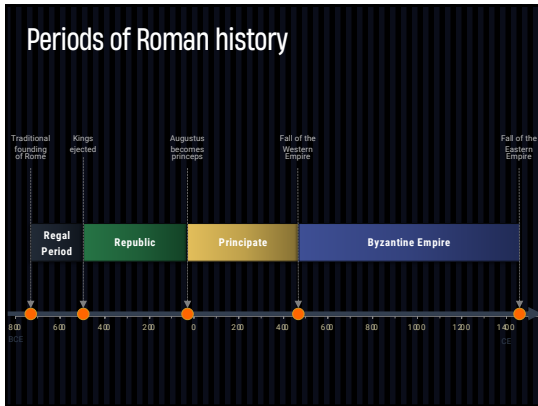 Periods of Roman history
Traditional
founding
of Rome
Kings
ejected
Augustus
becomes
princeps
Fall of the
Western
Empire
Fall of the
Eastern
Empire
Regal
Period
Republic
Principate
Byzantine Empire
800 600 400 200 0 200 400 600 800 1000 1200 1400
BCE CE